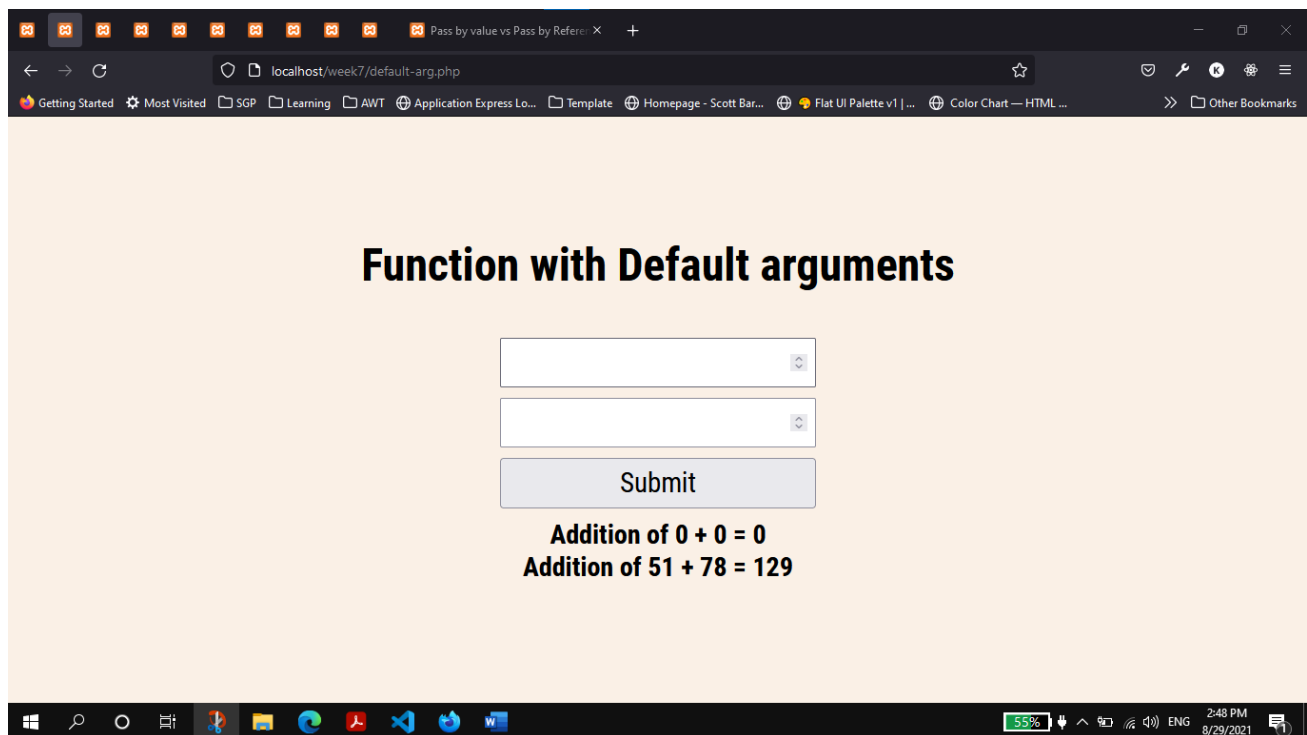 Pass by value vs Pass by Referer
localhost/week7/default-arg.php
K
Getting Started Most Visited SGP Learning AWT Application Express Lo... Template Homepage - Scott Bar... Flat UI Palette v1 | ... Color Chart — HTML ... Other Bookmarks
Function with Default arguments
Submit
Addition of 0 + 0 = 0
Addition of 51 + 78 = 129
55% ENG 2:48 PM
8/29/2021 1